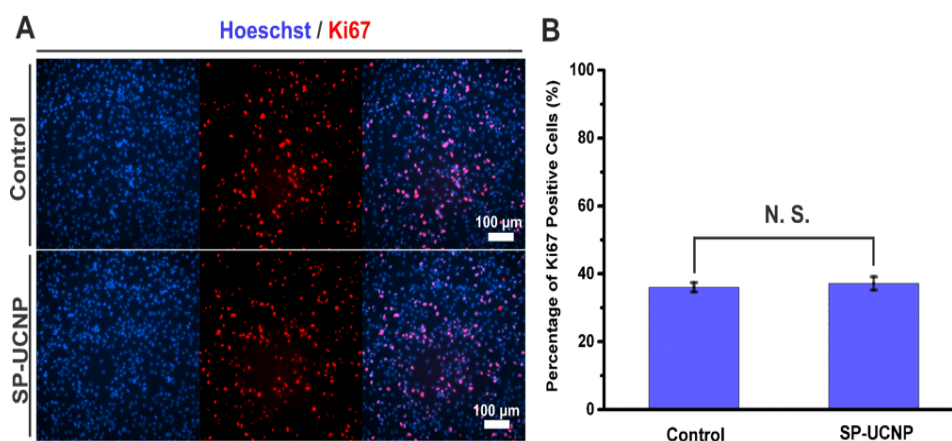 A
Hoeschst / Ki67
Control
100 μm
SP-UCNP
100 μm
B
Percentage of Ki67 Positive Cells (%)
100
80
60
40
20
0
N. S.
Control
SP-UCNP